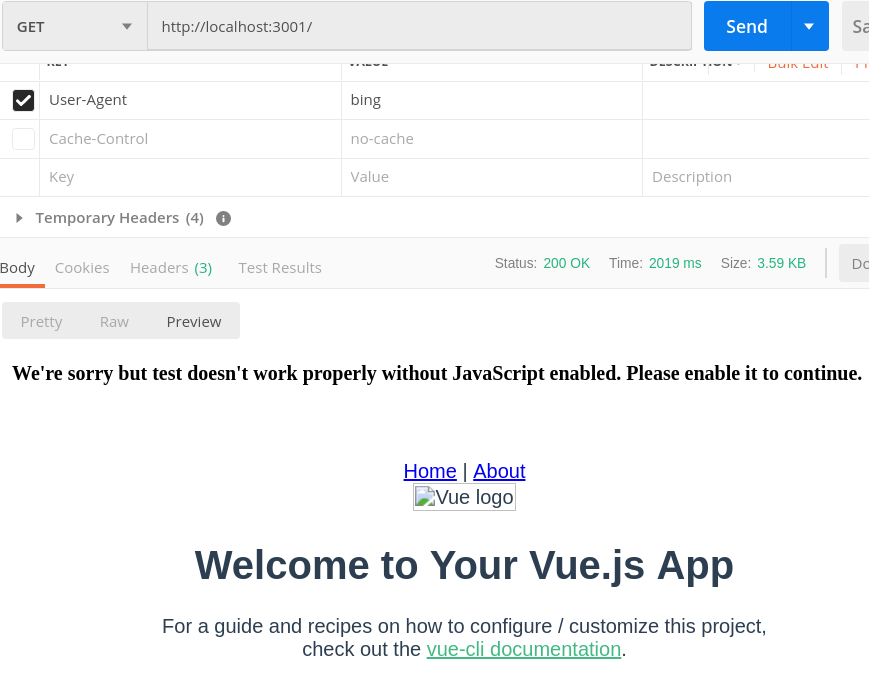 GET http://localhost:3001/ Send
KEY VALUE DESCRIPTION Bulk Edit
User-Agent bing
Cache-Control no-cache
Key Value Description
Temporary Headers (4)
Body Cookies Headers (3) Test Results Status: 200 OK Time: 2019 ms Size: 3.59 KB
Pretty Raw Preview
We're sorry but test doesn't work properly without JavaScript enabled. Please enable it to continue.
Home | About
Vue logo
Welcome to Your Vue.js App
For a guide and recipes on how to configure / customize this project,
check out the vue-cli documentation.